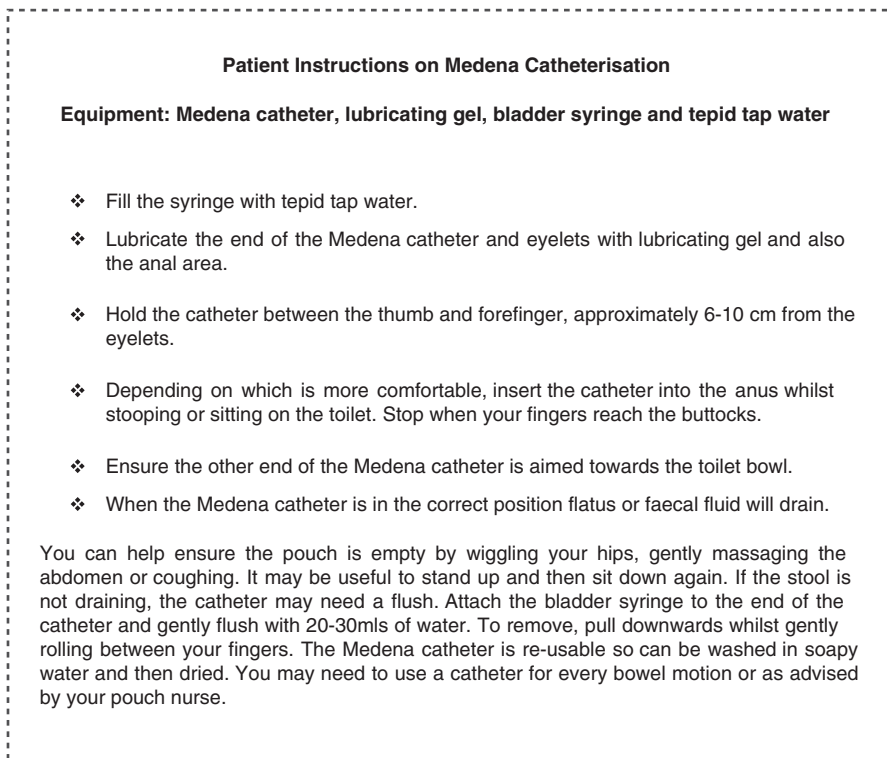 Patient Instructions on Medena Catheterisation
Equipment: Medena catheter, lubricating gel, bladder syringe and tepid tap water
❖ Fill the syringe with tepid tap water.
❖ Lubricate the end of the Medena catheter and eyelets with lubricating gel and also
the anal area.
❖ Hold the catheter between the thumb and forefinger, approximately 6-10 cm from the
eyelets.
❖ Depending on which is more comfortable, insert the catheter into the anus whilst
stooping or sitting on the toilet. Stop when your fingers reach the buttocks.
❖ Ensure the other end of the Medena catheter is aimed towards the toilet bowl.
❖ When the Medena catheter is in the correct position flatus or faecal fluid will drain.
You can help ensure the pouch is empty by wiggling your hips, gently massaging the
abdomen or coughing. It may be useful to stand up and then sit down again. If the stool is
not draining, the catheter may need a flush. Attach the bladder syringe to the end of the
catheter and gently flush with 20-30mls of water. To remove, pull downwards whilst gently
rolling between your fingers. The Medena catheter is re-usable so can be washed in soapy
water and then dried. You may need to use a catheter for every bowel motion or as advised
by your pouch nurse.